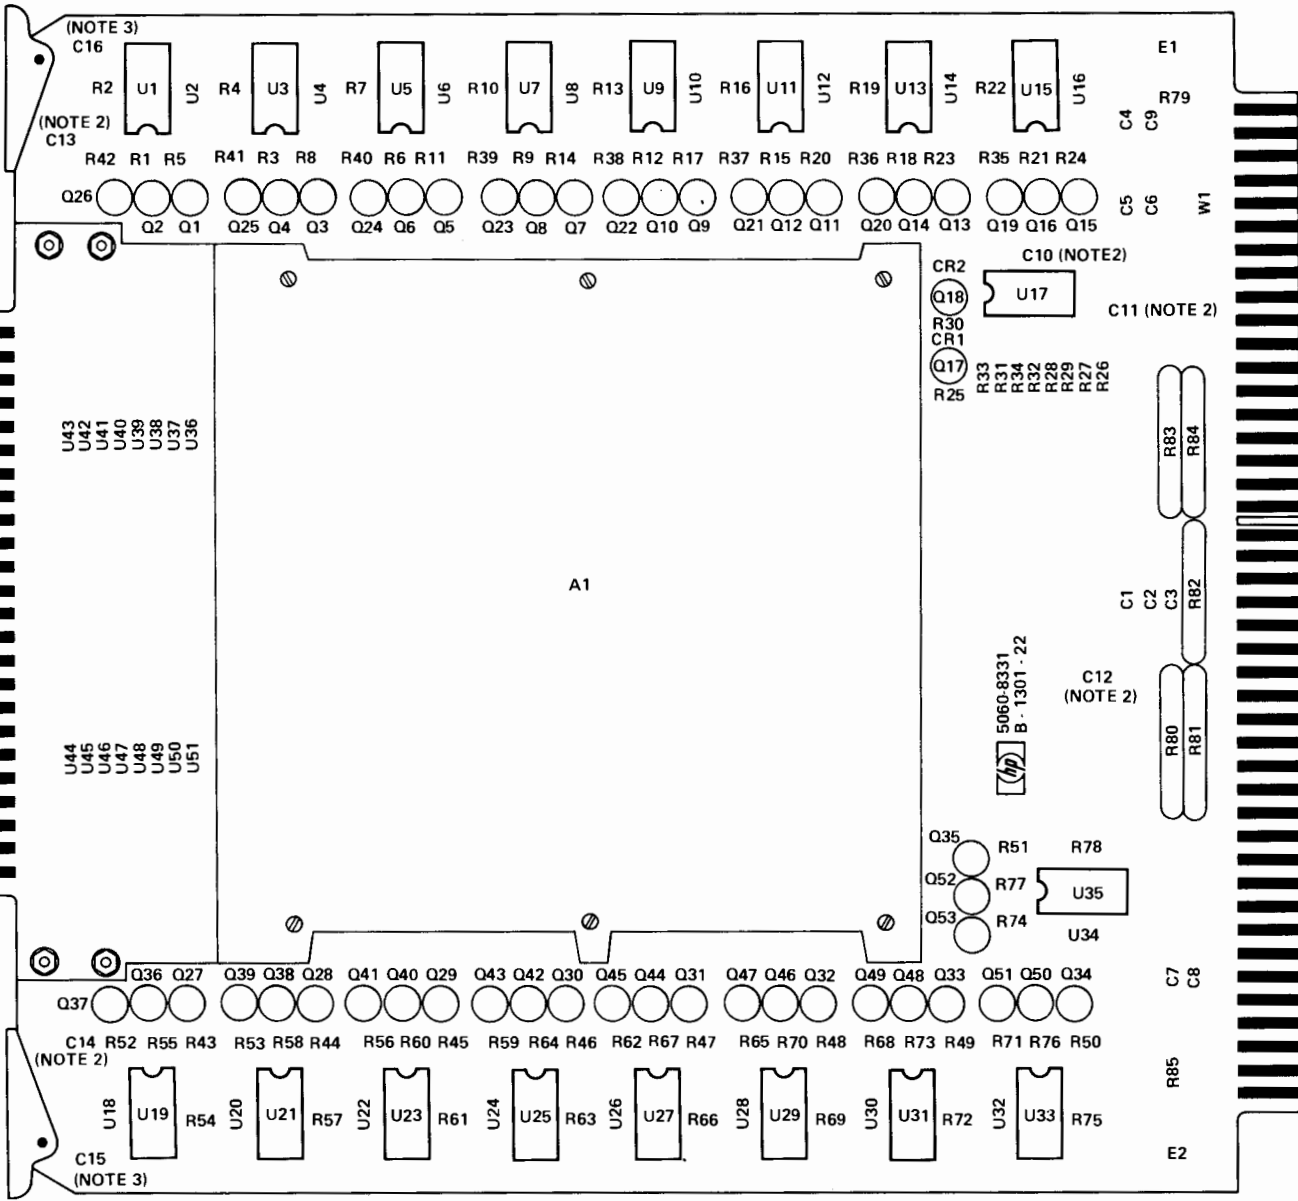 (NOTE 3)
C16
E1
R2 U1 U2 R4 U3 U4 R7 U5 U6 R10 U7 U8 R13 U9 U10 R16 U11 U12 R19 U13 U14 R22 U15 U16 R79
(NOTE 2)
C13
C4 C9
R42 R1 R5 R41 R3 R8 R40 R6 R11 R39 R9 R14 R38 R12 R17 R37 R15 R20 R36 R18 R23 R35 R21 R24
Q26
C5 C6 W1
Q2 Q1 Q25 Q4 Q3 Q24 Q6 Q5 Q23 Q8 Q7 Q22 Q10 Q9 Q21 Q12 Q11 Q20 Q14 Q13 Q19 Q16 Q15
C10 (NOTE2)
CR2
Q18 U17
C11 (NOTE 2)
R30
CR1
Q17
R33 R31 R34 R32 R28 R29 R27 R26
R25
U43 U42 U41 U40 U39 U38 U37 U36
R83 R84
A1
C1 C2 C3 R82
5060-8331
B - 1301 - 22
C12
(NOTE 2)
U44 U45 U46 U47 U48 U49 U50 U51
hp
R80 R81
Q35 R51 R78
Q52 R77 U35
Q53 R74
U34
Q36 Q27 Q39 Q38 Q28 Q41 Q40 Q29 Q43 Q42 Q30 Q45 Q44 Q31 Q47 Q46 Q32 Q49 Q48 Q33 Q51 Q50 Q34
C7 C8
Q37
C14 R52 R55 R43 R53 R58 R44 R56 R60 R45 R59 R64 R46 R62 R67 R47 R65 R70 R48 R68 R73 R49 R71 R76 R50
(NOTE 2)
R85
U18 U19 R54 U20 U21 R57 U22 U23 R61 U24 U25 R63 U26 U27 R66 U28 U29 R69 U30 U31 R72 U32 U33 R75
C15
(NOTE 3)
E2